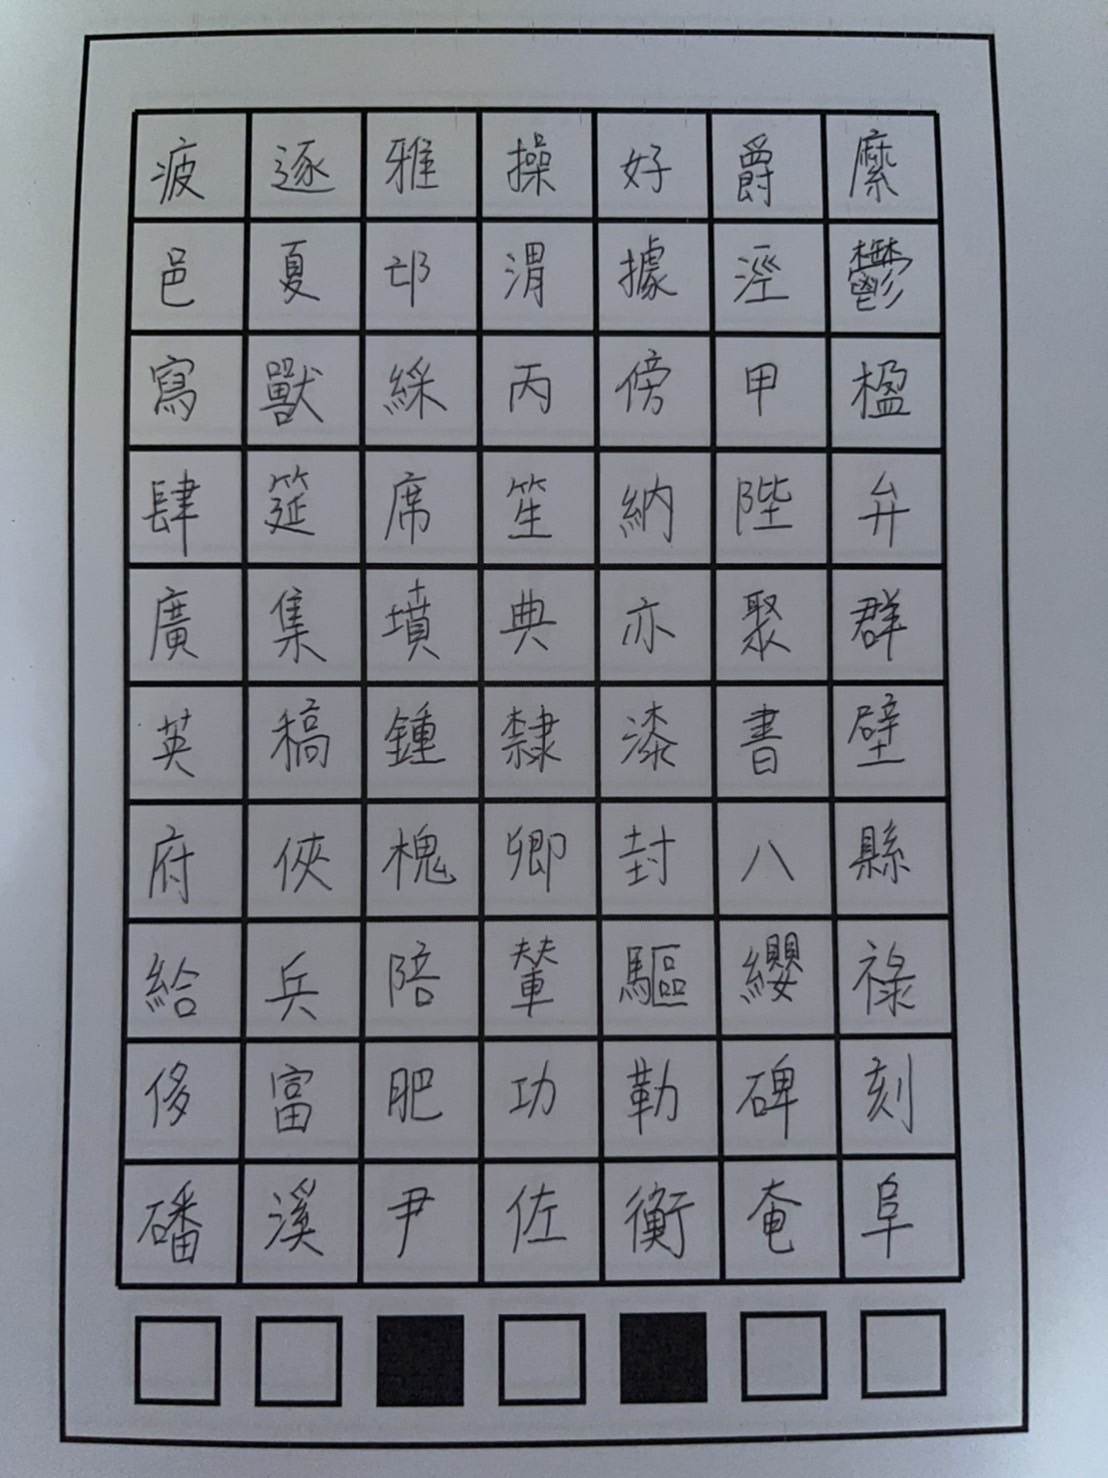 疲逐雅操好爵縻
邑夏邙渭據涇鬱
寫獸綵丙傍甲楹
肆筵席笙納陛弁
廣集墳典亦聚群
英稿鍾隸漆書壁
府俠槐卿封八縣
給兵陪輦驅纓祿
侈富肥功勒碑刻
磻溪尹佐衡奄阜